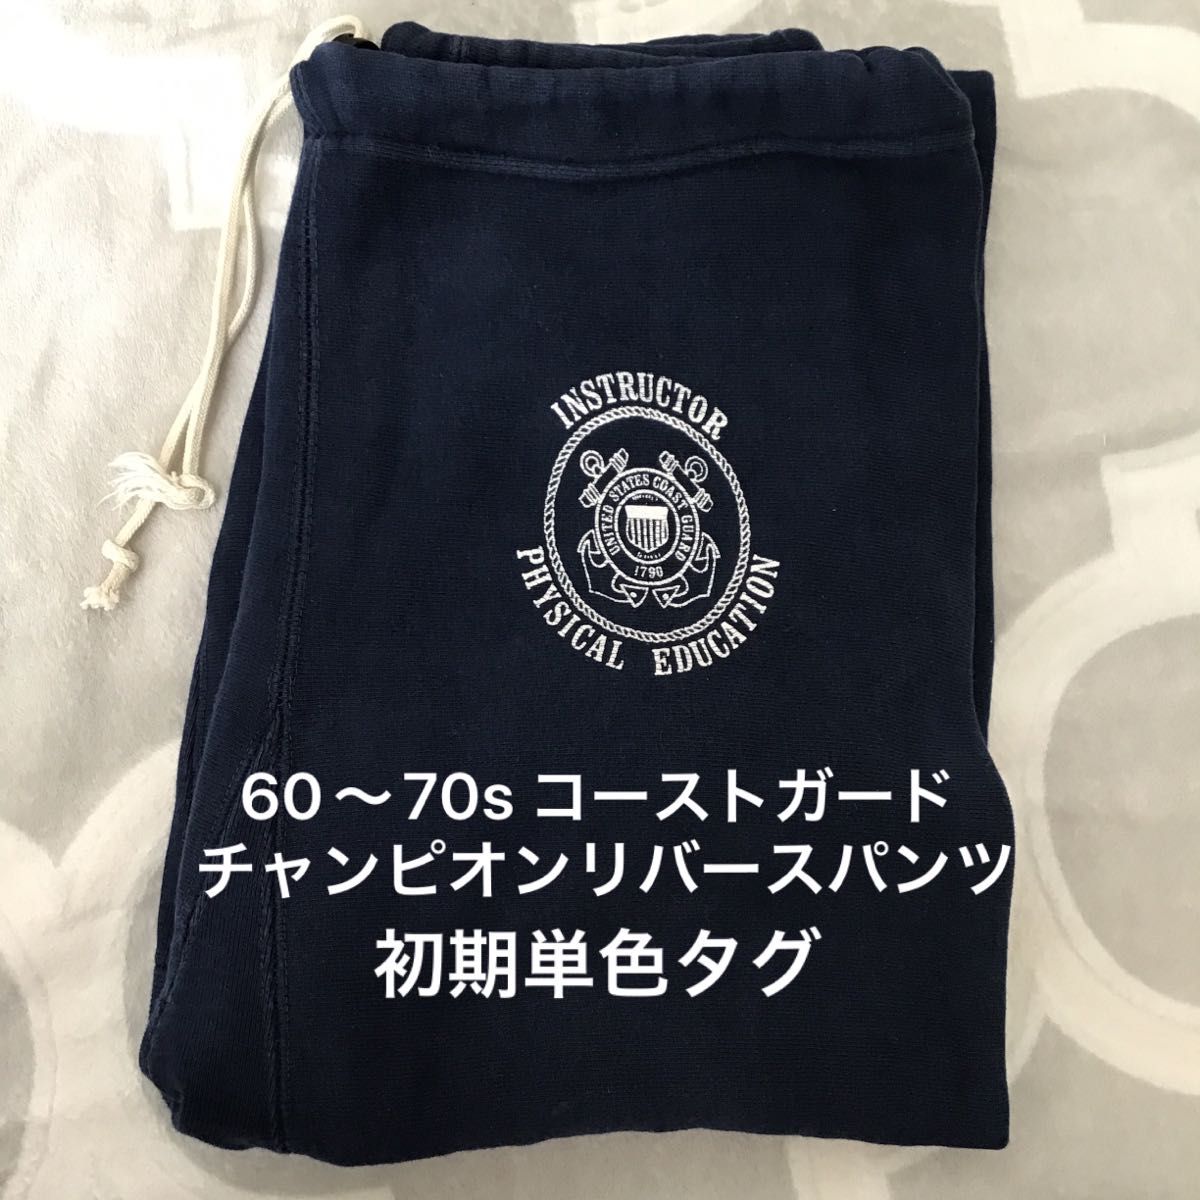 INSTRUCTOR
UNITED STATES COAST GUARD
1790
PHYSICAL EDUCATION
60～70s コーストガード
チャンピオンリバースパンツ
初期単色タグ